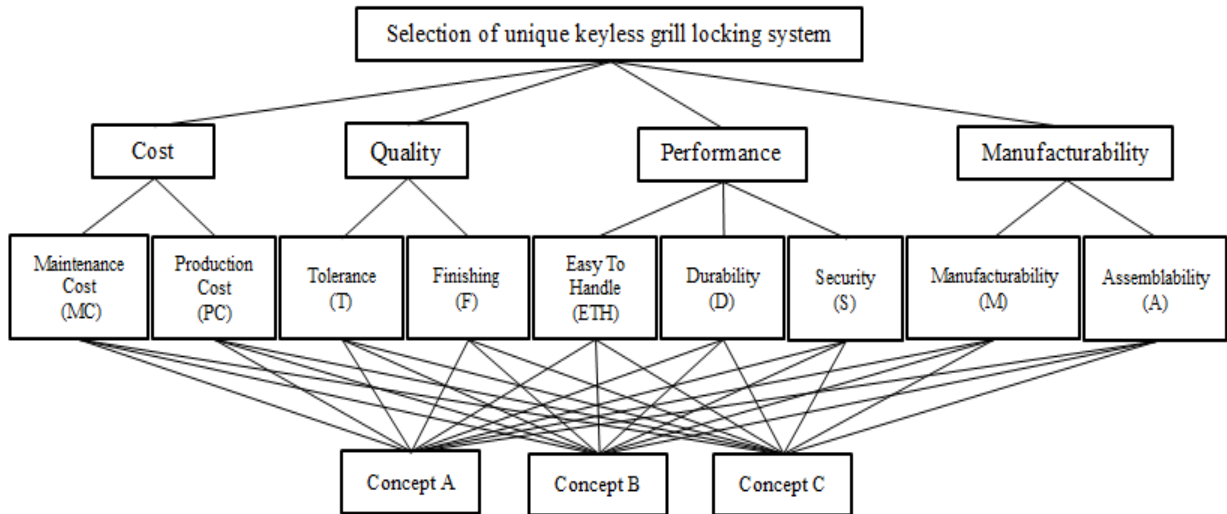 Selection of unique keyless grill locking system
Cost
Quality
Performance
Manufacturability
Maintenance
Cost
(MC)
Production
Cost
(PC)
Tolerance
(T)
Finishing
(F)
Easy To
Handle
(ETH)
Durability
(D)
Security
(S)
Manufacturability
(M)
Assemblability
(A)
Concept A
Concept B
Concept C